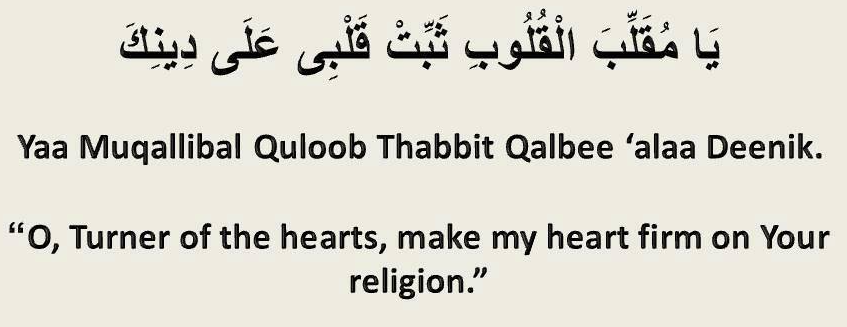 يَا مُقَلِّبَ الْقُلُوبِ ثَبِّتْ قَلْبِى عَلَى دِينِكَ
Yaa Muqallibal Quloob Thabbit Qalbee ‘alaa Deenik.
“O, Turner of the hearts, make my heart firm on Your
religion.”